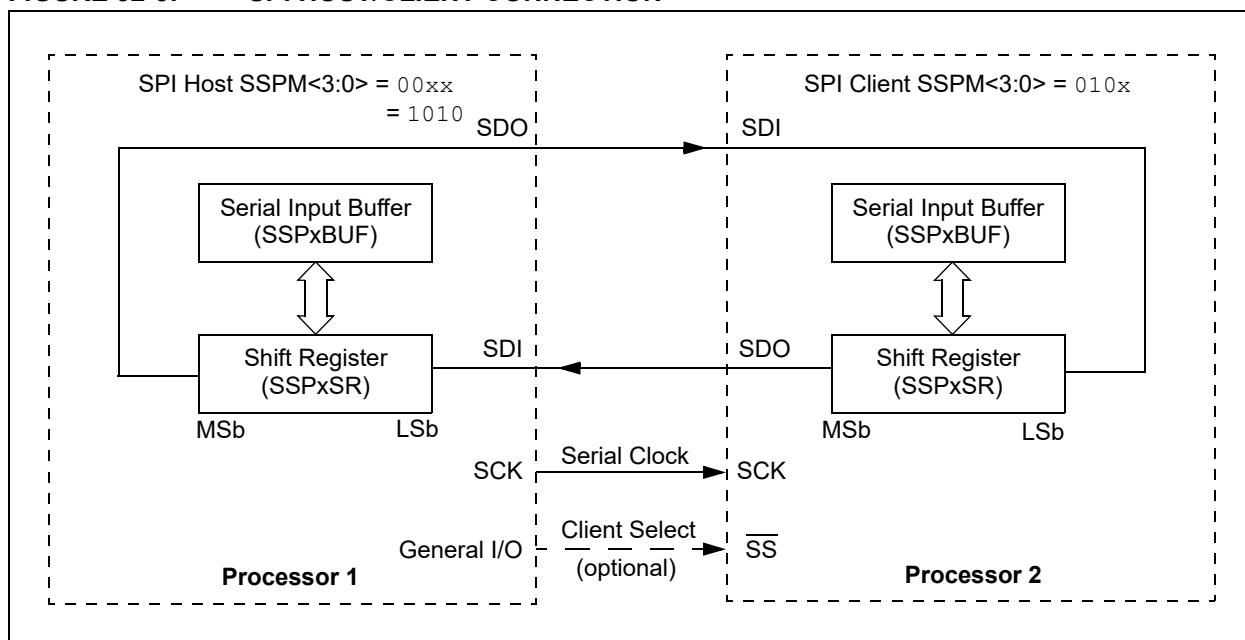 SPI Host SSPM<3:0> = 00xx
= 1010
SDO
Serial Input Buffer
(SSPxBUF)
Shift Register
(SSPxSR)
MSb
LSb
SDI
SCK
General I/O
Processor 1
Serial Clock
Client Select
(optional)
SPI Client SSPM<3:0> = 010x
SDI
Serial Input Buffer
(SSPxBUF)
SDO
Shift Register
(SSPxSR)
MSb
LSb
SCK
SS
Processor 2